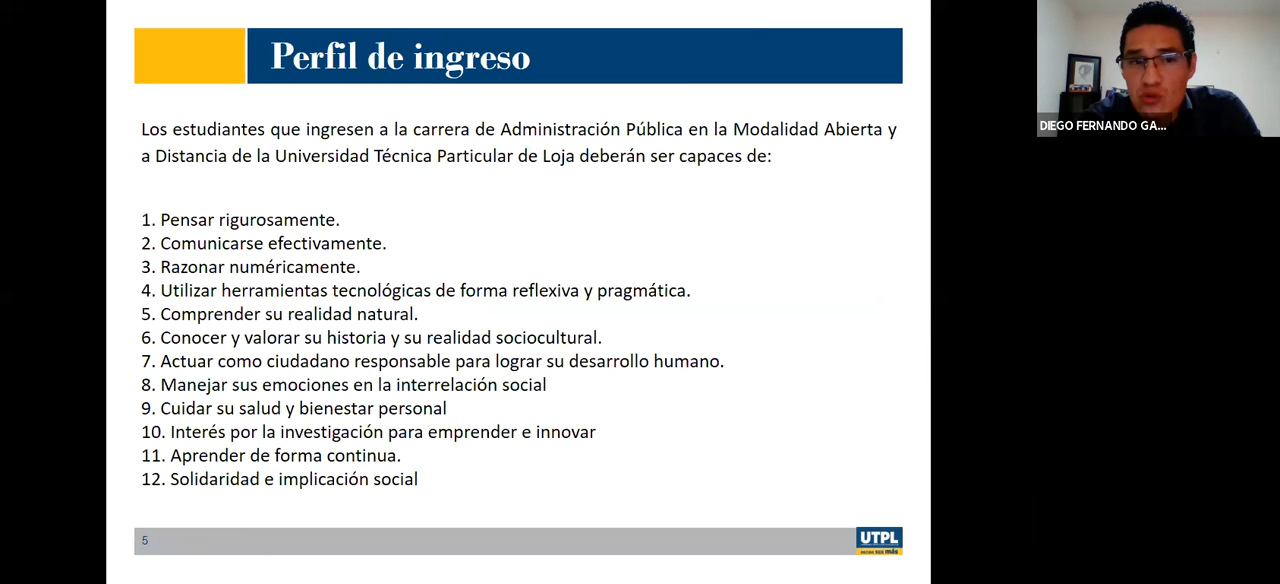 Perfil de ingreso
DIEGO FERNANDO GA...
Los estudiantes que ingresen a la carrera de Administración Pública en la Modalidad Abierta y
a Distancia de la Universidad Técnica Particular de Loja deberán ser capaces de:
1. Pensar rigurosamente.
2. Comunicarse efectivamente.
3. Razonar numéricamente.
4. Utilizar herramientas tecnológicas de forma reflexiva y pragmática.
5. Comprender su realidad natural.
6. Conocer y valorar su historia y su realidad sociocultural.
7. Actuar como ciudadano responsable para lograr su desarrollo humano.
8. Manejar sus emociones en la interrelación social
9. Cuidar su salud y bienestar personal
10. Interés por la investigación para emprender e innovar
11. Aprender de forma continua.
12. Solidaridad e implicación social
5
UTPL